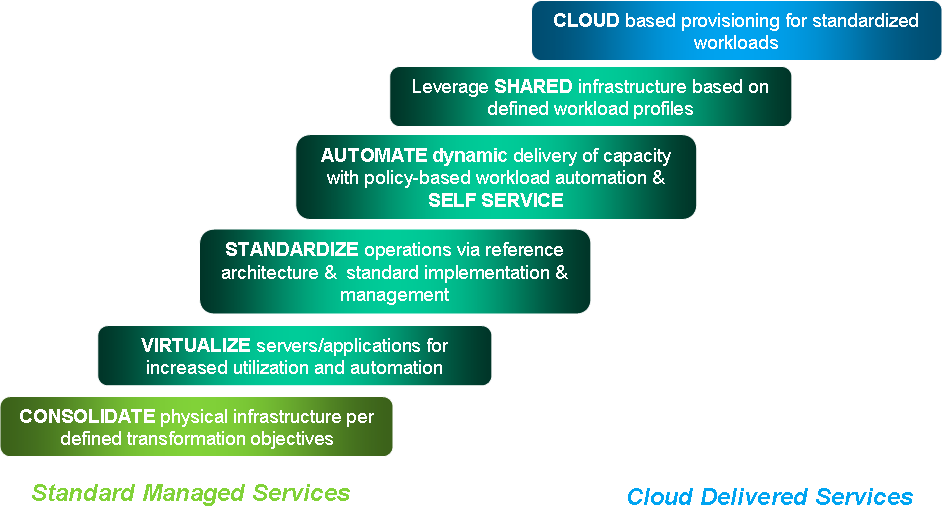 CLOUD based provisioning for standardized
workloads
Leverage SHARED infrastructure based on
defined workload profiles
AUTOMATE dynamic delivery of capacity
with policy-based workload automation &
SELF SERVICE
STANDARDIZE operations via reference
architecture & standard implementation &
management
VIRTUALIZE servers/applications for
increased utilization and automation
CONSOLIDATE physical infrastructure per
defined transformation objectives
Standard Managed Services
Cloud Delivered Services